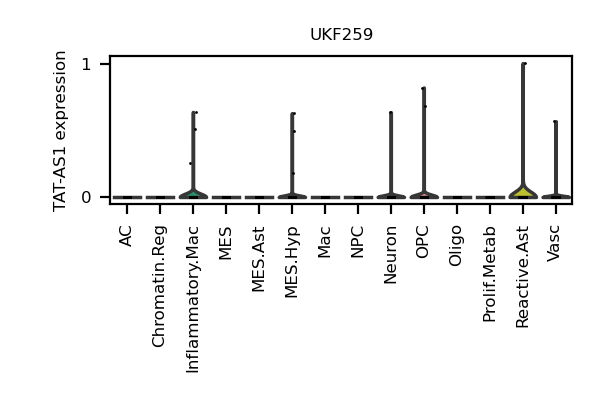 UKF259
TAT-AS1 expression
1
0
AC
Chromatin.Reg
Inflammatory.Mac
MES
MES.Ast
MES.Hyp
Mac
NPC
Neuron
OPC
Oligo
Prolif.Metab
Reactive.Ast
Vasc